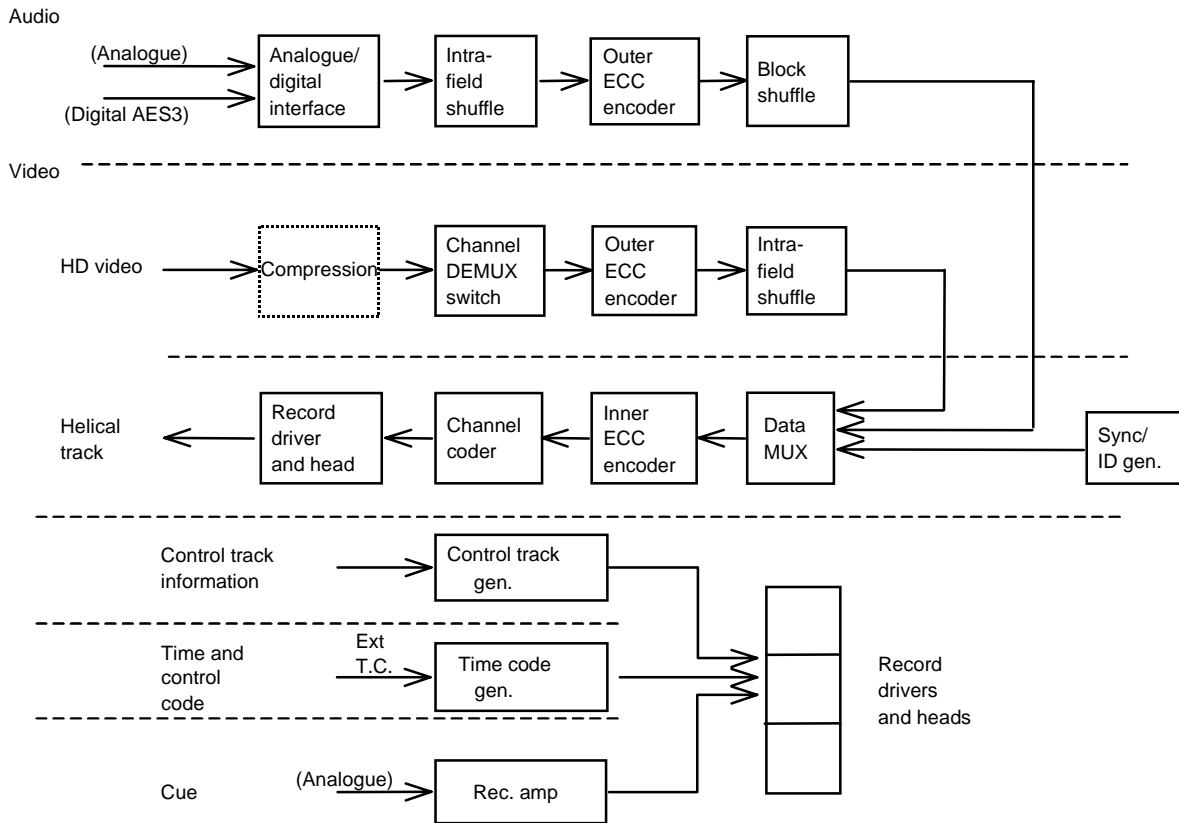 Audio
(Analogue)
(Digital AES3)
Analogue/
digital
interface
Intra-
field
shuffle
Outer
ECC
encoder
Block
shuffle
Video
HD video
Compression
Channel
DEMUX
switch
Outer
ECC
encoder
Intra-
field
shuffle
Helical
track
Record
driver
and head
Channel
coder
Inner
ECC
encoder
Data
MUX
Sync/
ID gen.
Control track
information
Control track
gen.
Time and
control
code
Ext
T.C.
Time code
gen.
Record
drivers
and heads
Cue
(Analogue)
Rec. amp